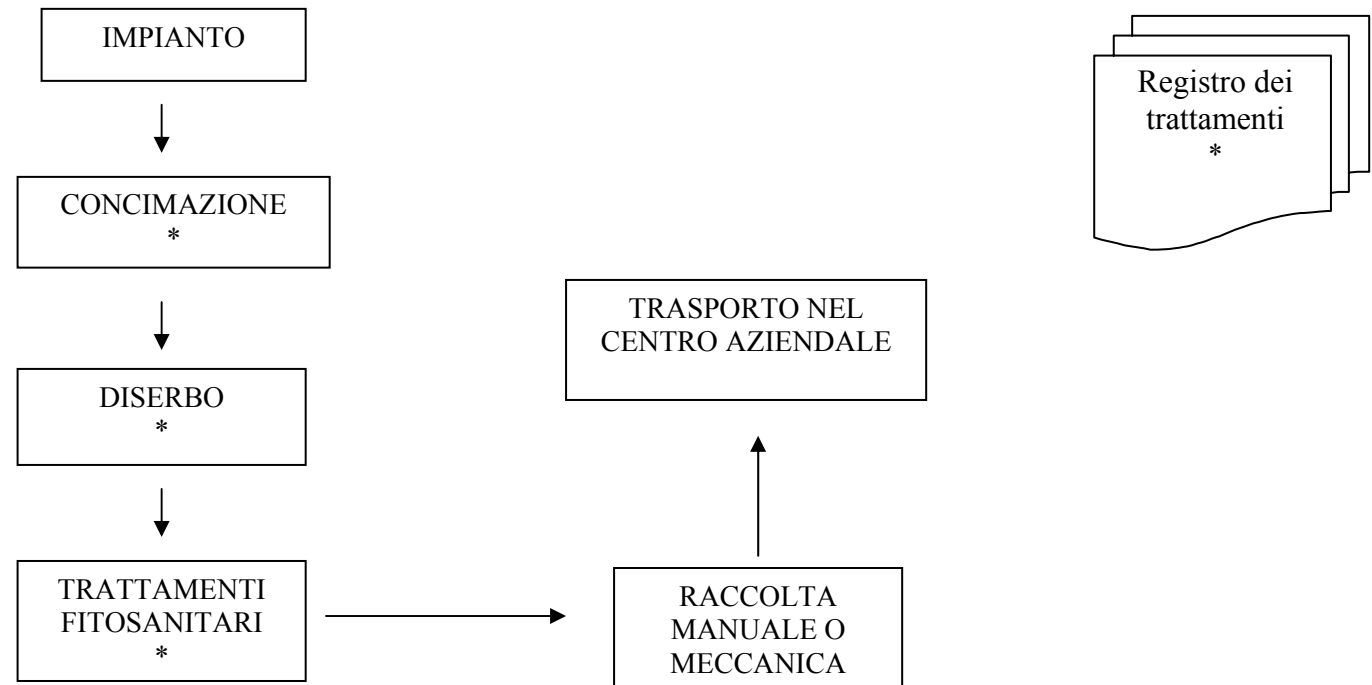 IMPIANTO
Registro dei
trattamenti
*
CONCIMAZIONE
*
DISERBO
*
TRATTAMENTI
FITOSANITARI
*
RACCOLTA
MANUALE O
MECCANICA
TRASPORTO NEL
CENTRO AZIENDALE